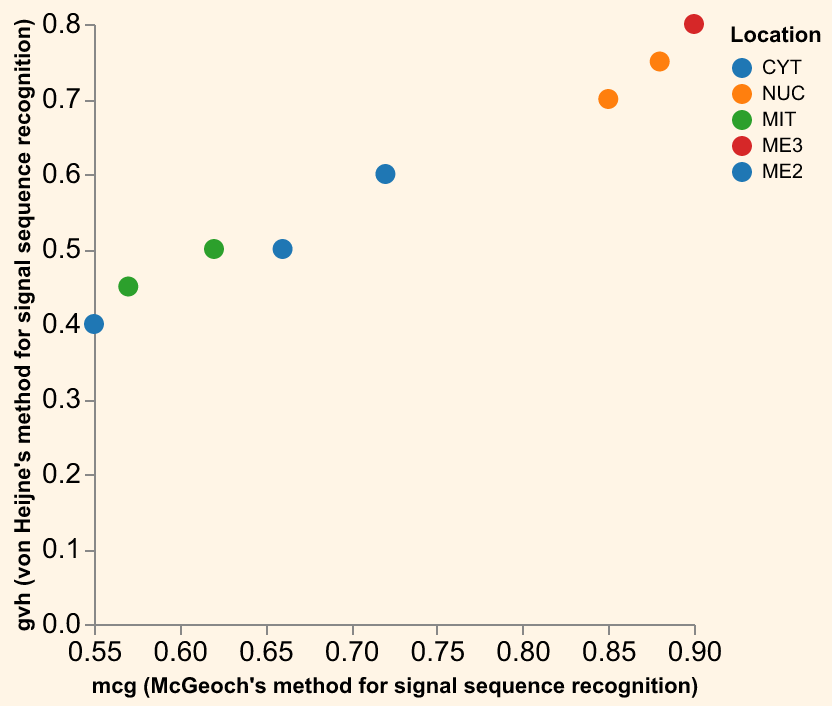 gvh (von Heijne's method for signal sequence recognition)
0.8
0.7
0.6
0.5
0.4
0.3
0.2
0.1
0.0
0.55 0.60 0.65 0.70 0.75 0.80 0.85 0.90
mcg (McGeoch's method for signal sequence recognition)
Location
CYT
NUC
MIT
ME3
ME2